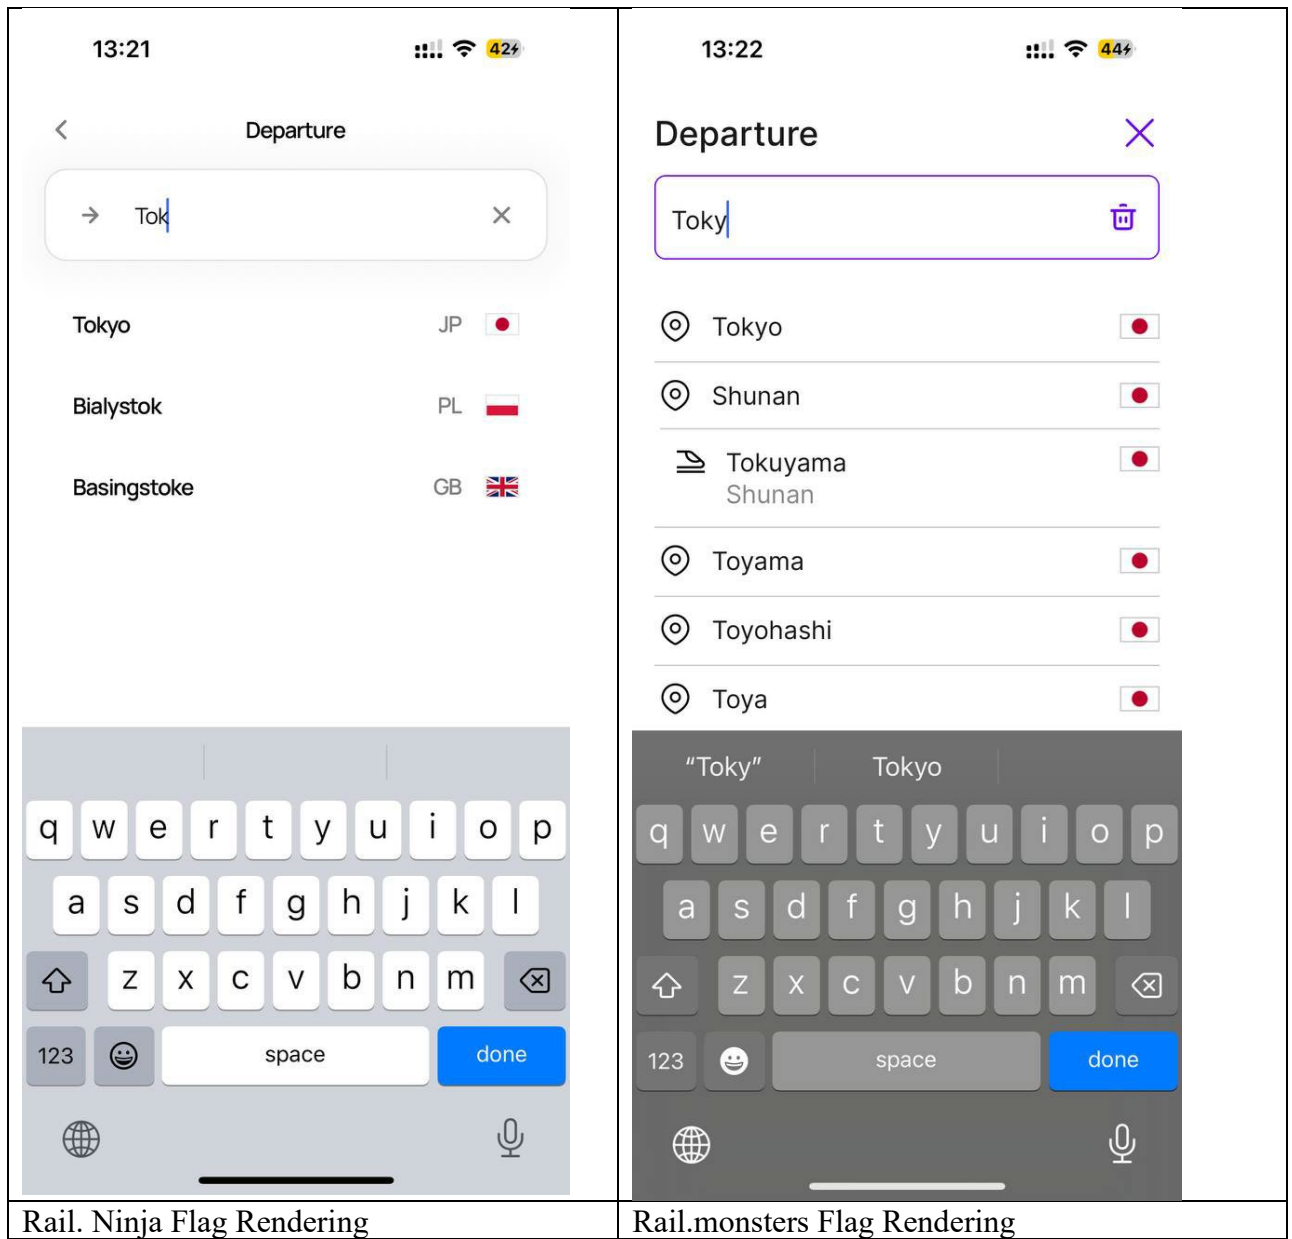 13:21
42
Departure
Tok
Tokyo JP
Bialystok PL
Basingstoke GB
q w e r t y u i o p
a s d f g h j k l
z x c v b n m
123 space done
Rail. Ninja Flag Rendering
13:22
44
Departure
Toky
Tokyo
Shunan
Tokuyama
Shunan
Toyama
Toyohashi
Toya
“Toky” Tokyo
q w e r t y u i o p
a s d f g h j k l
z x c v b n m
123 space done
Rail.monsters Flag Rendering